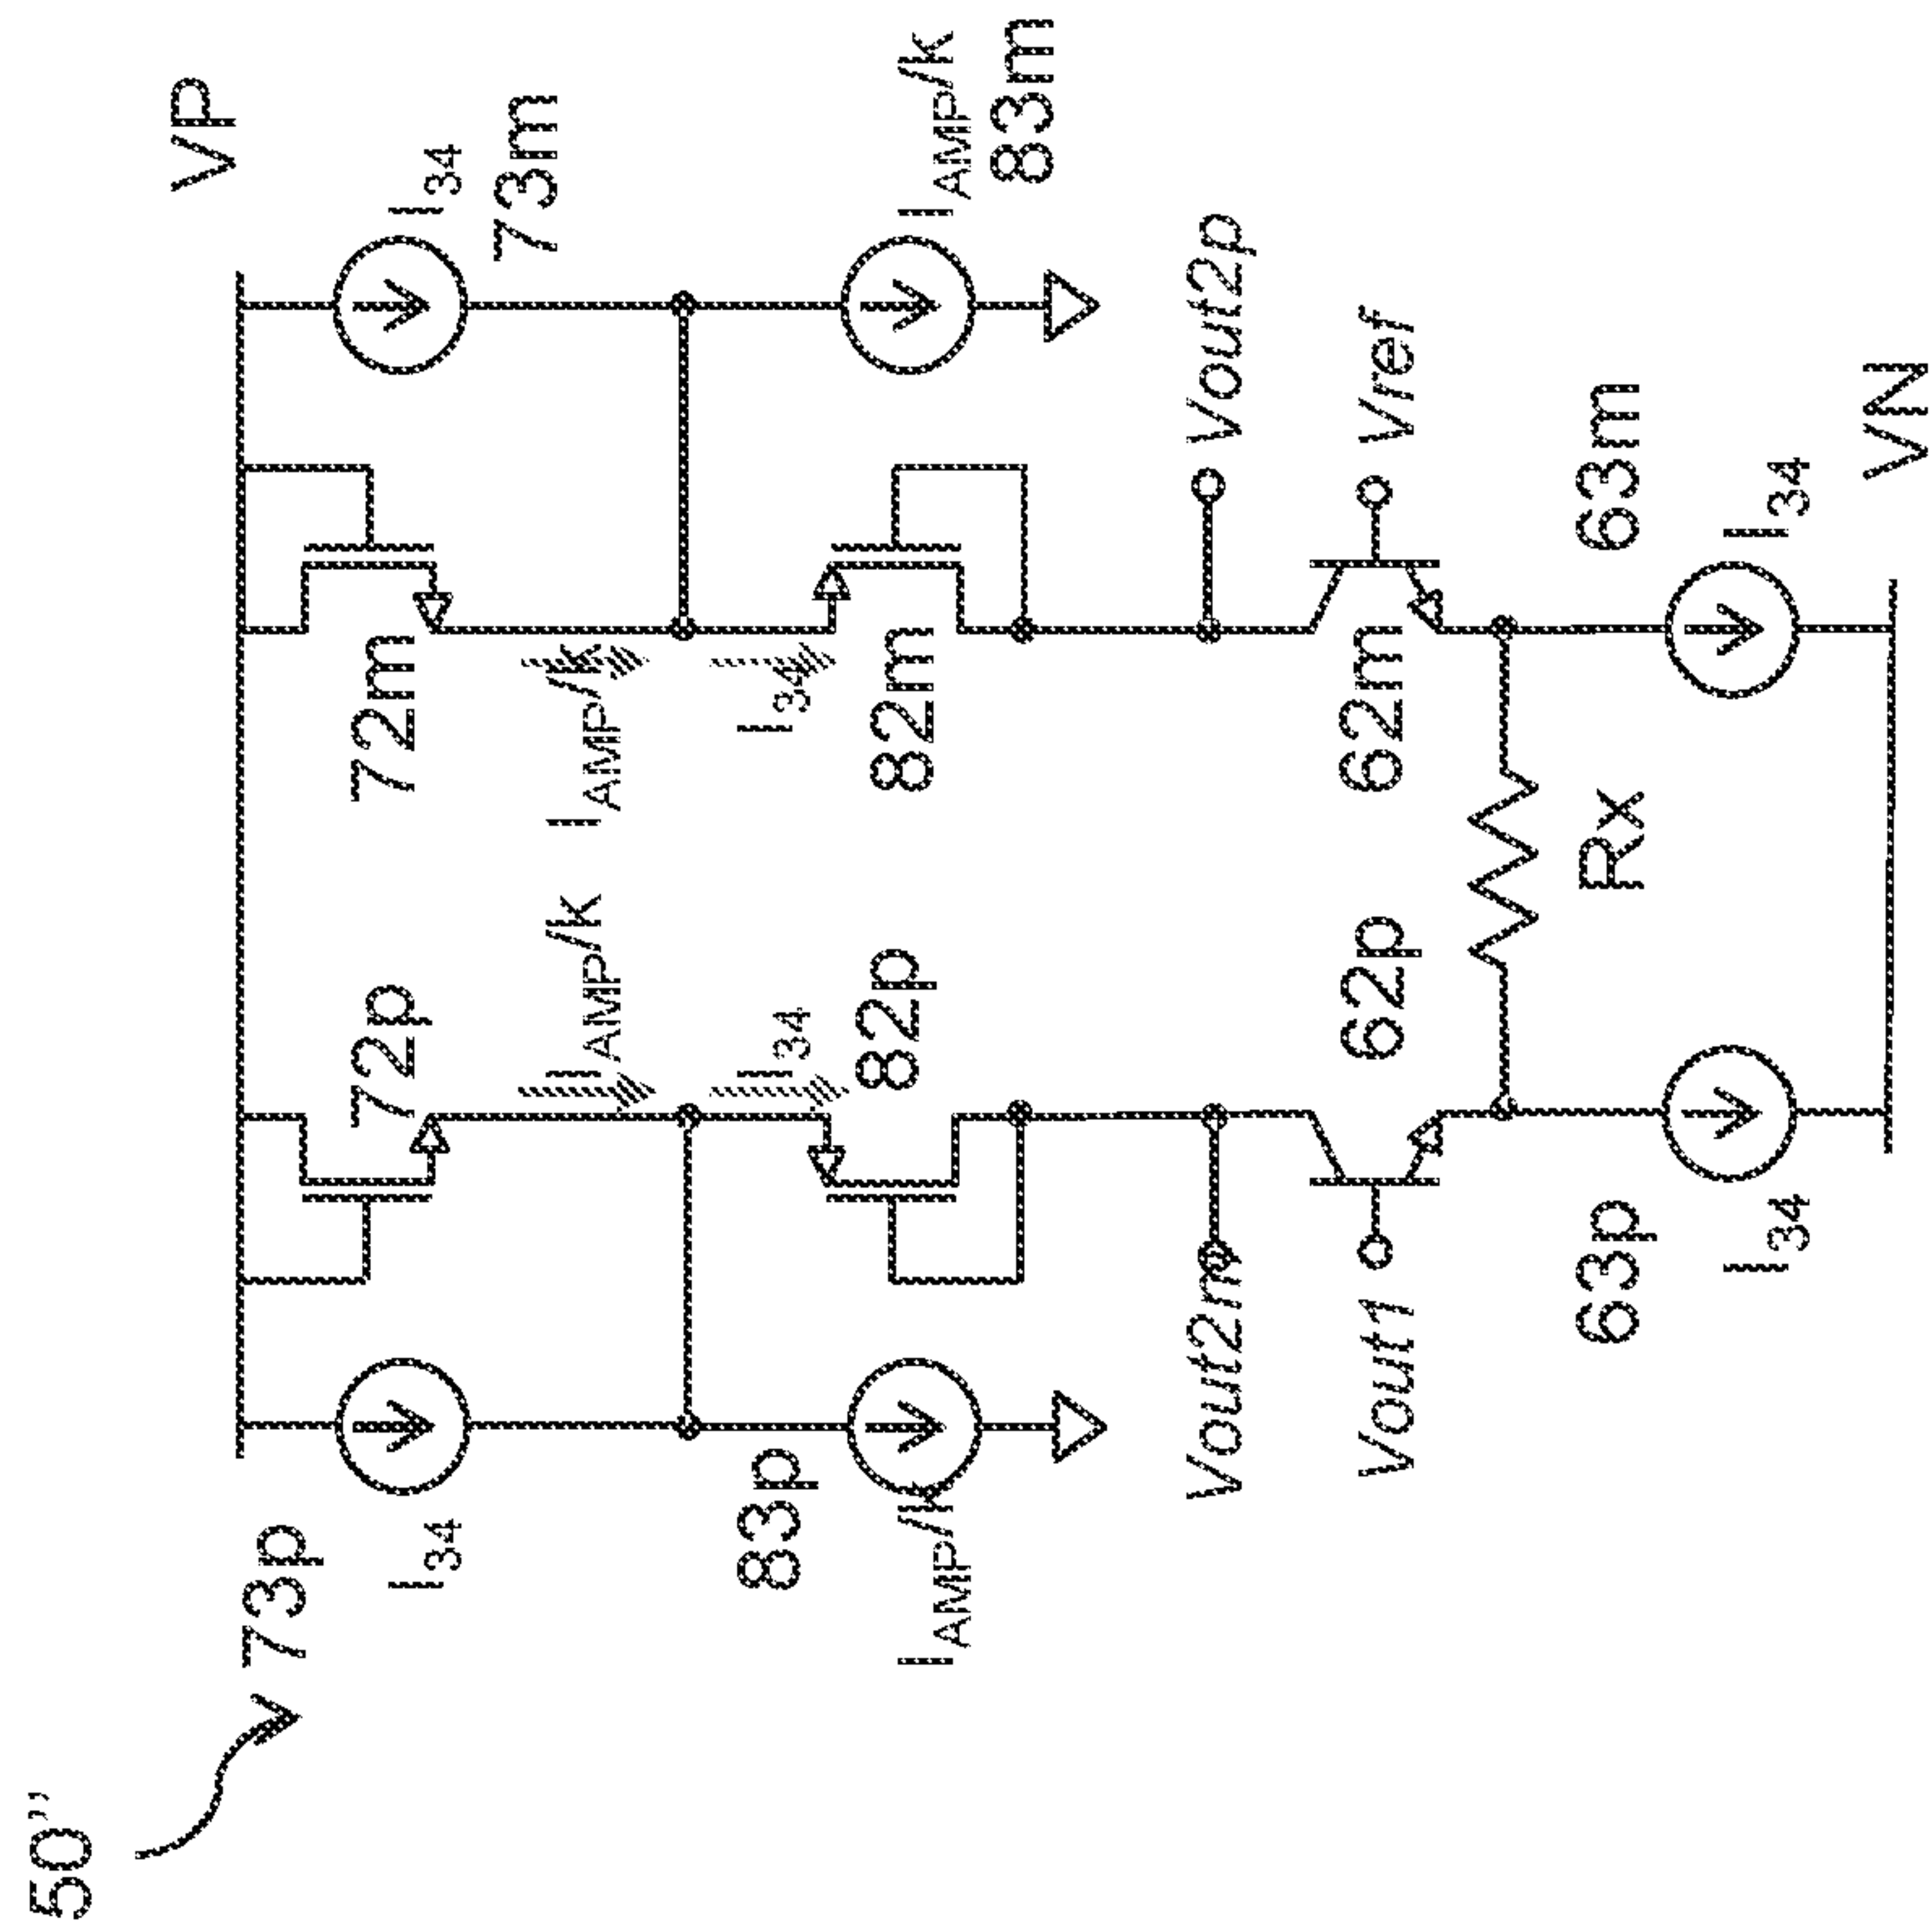 50”
VP
73p
72p
72m
I34
I34
73m
IAMP/k
IAMP/k
83p
I34
I34
82p
82m
IAMP/k
IAMP/k
83m
Vout2m
Vout2p
Vout1
62p
62m
Vref
63p
Rx
63m
I34
I34
VN